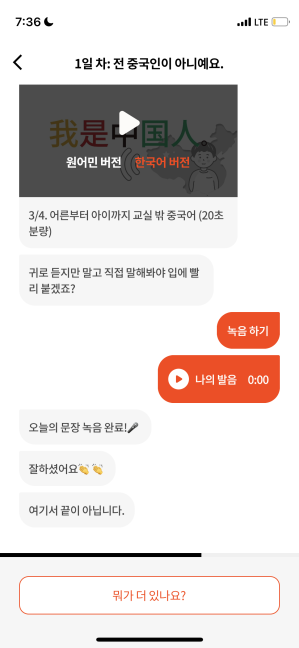 7:36
LTE
1일 차: 전 중국인이 아니예요.
我是中国人.
원어민 버전 한국어 버전
3/4. 어른부터 아이까지 교실 밖 중국어 (20초
분량)
귀로 듣지만 말고 직접 말해봐야 입에 빨
리 붙겠죠?
녹음 하기
나의 발음 0:00
오늘의 문장 녹음 완료!🎤
잘하셨어요👏👏
여기서 끝이 아닙니다.
뭐가 더 있나요?